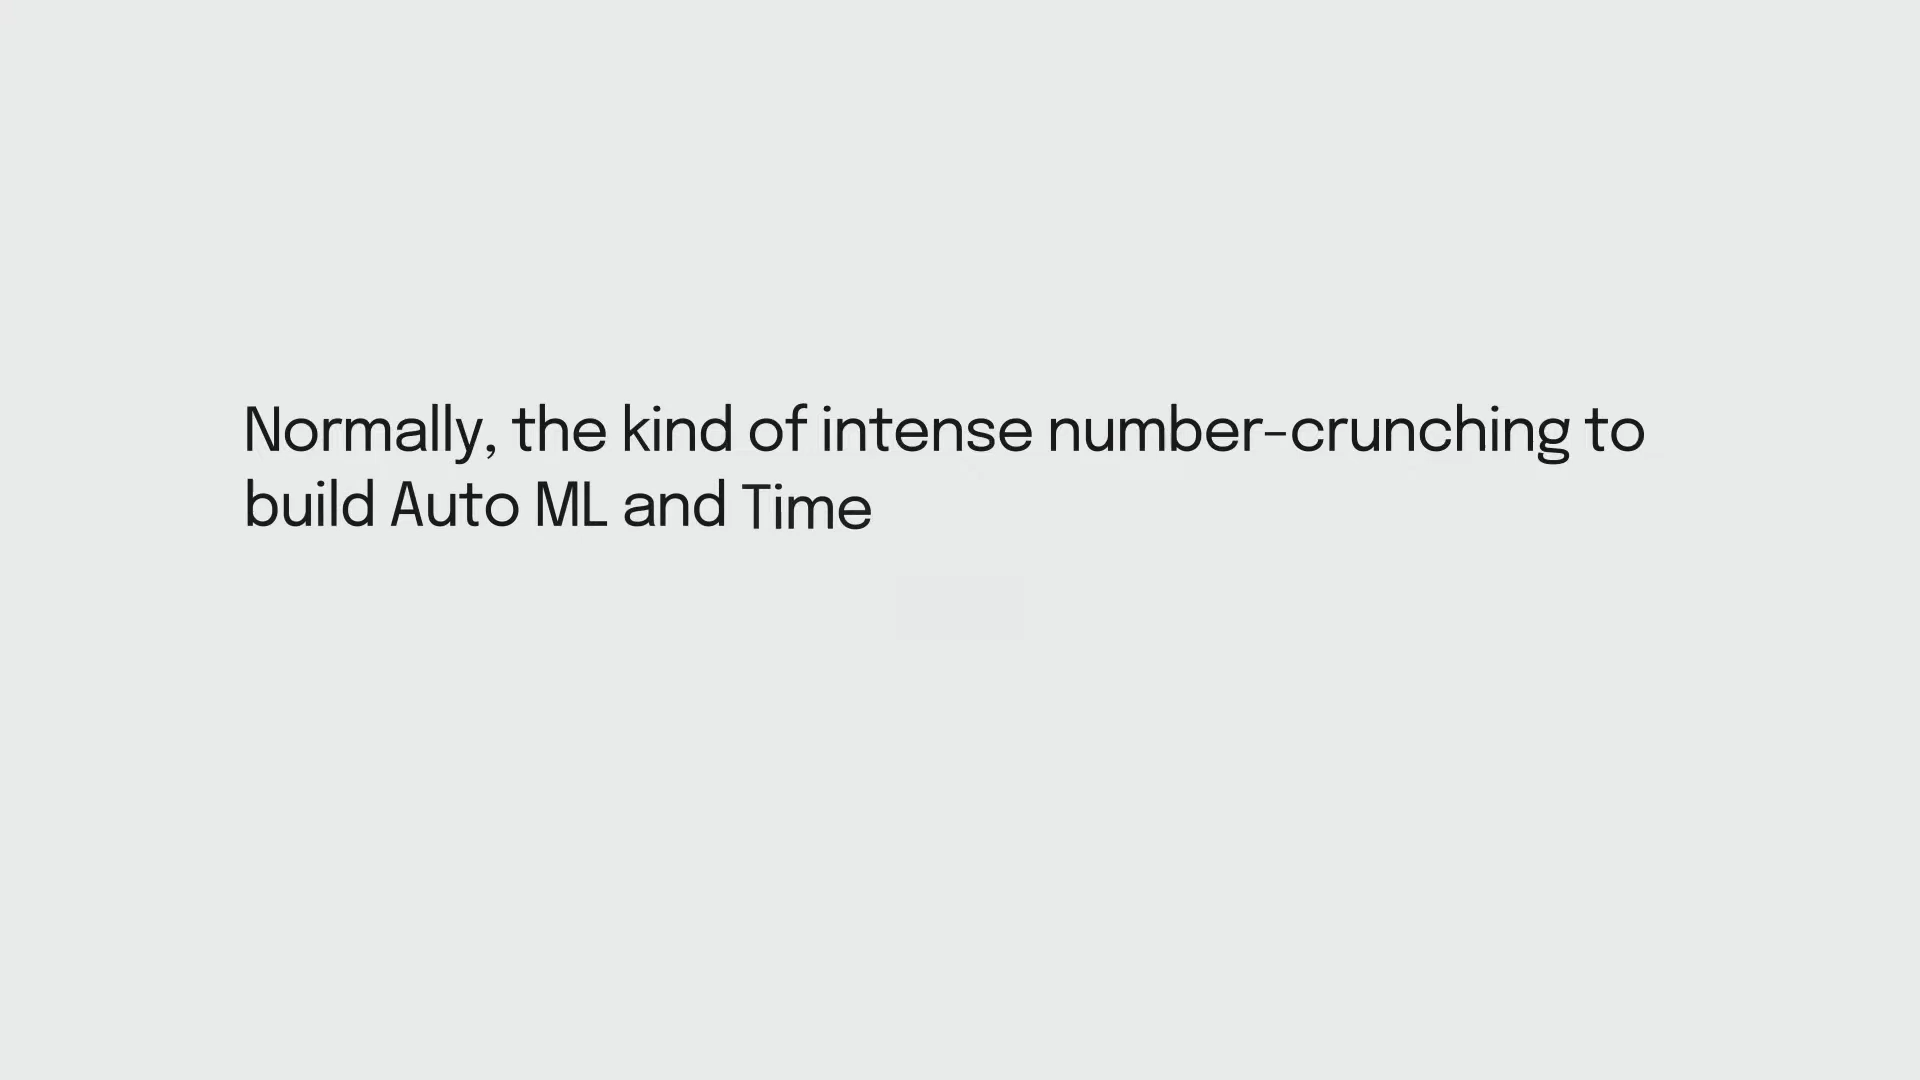 Normally, the kind of intense number-crunching to
build Auto ML and Time